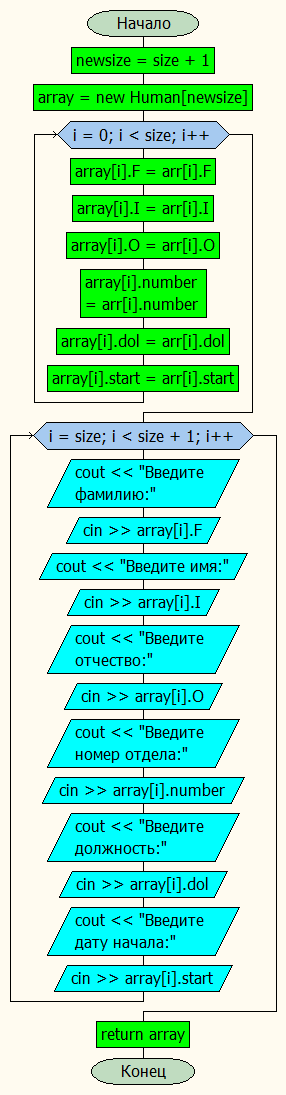 Начало
newsize = size + 1
array = new Human[newsize]
i = 0; i < size; i++
array[i].F = arr[i].F
array[i].I = arr[i].I
array[i].O = arr[i].O
array[i].number
= arr[i].number
array[i].dol = arr[i].dol
array[i].start = arr[i].start
i = size; i < size + 1; i++
cout << "Введите
фамилию:"
cin >> array[i].F
cout << "Введите имя:"
cin >> array[i].I
cout << "Введите
отчество:"
cin >> array[i].O
cout << "Введите
номер отдела:"
cin >> array[i].number
cout << "Введите
должность:"
cin >> array[i].dol
cout << "Введите
дату начала:"
cin >> array[i].start
return array
Конец